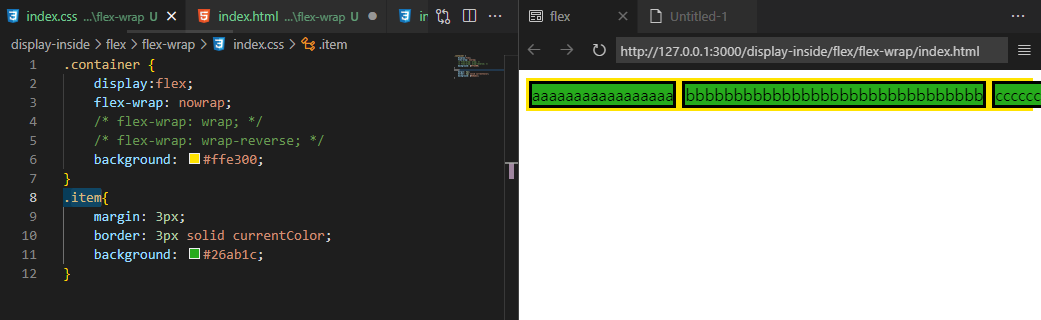 index.css ...\flex-wrap U
index.html ...\flex-wrap U
in
display-inside > flex > flex-wrap > index.css > .item
1 .container {
2 display:flex;
3 flex-wrap: nowrap;
4 /* flex-wrap: wrap; */
5 /* flex-wrap: wrap-reverse; */
6 background: #ffe300;
7 }
8 .item{
9 margin: 3px;
10 border: 3px solid currentColor;
11 background: #26ab1c;
12 }
flex
Untitled-1
http://127.0.0.1:3000/display-inside/flex/flex-wrap/index.html
aaaaaaaaaaaaaaaaa bbbbbbbbbbbbbbbbbbbbbbbbbbbbbbb cccccc